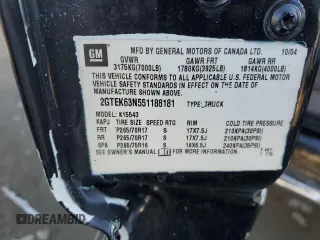 GM
MFD BY GENERAL MOTORS OF CANADA LTD. 10/04
GVWR GAWR FRT GAWR RR
3175KG(7000LB) 1780KG(3925LB) 1814KG(4000LB)
THIS VEHICLE CONFORMS TO ALL APPLICABLE U.S. FEDERAL MOTOR
VEHICLE SAFETY STANDARDS IN EFFECT ON THE DATE OF
MANUFACTURE SHOWN ABOVE.
2GTEK63N551188181 TYPE: TRUCK
MODEL: K15543
KAPJ TIRE SIZE SPEED RTG RIM COLD TIRE PRESSURE
FRT P265/70R17 S 17X7.5J 210KPA(30PSI)
RR P265/70R17 S 17X7.5J 210KPA(30PSI)
SPA P265/75R16 S 16X6.5J 240KPA(35PSI)
SEE OWNER'S MANUAL FOR ADDITIONAL INFORMATION
DREAMBID